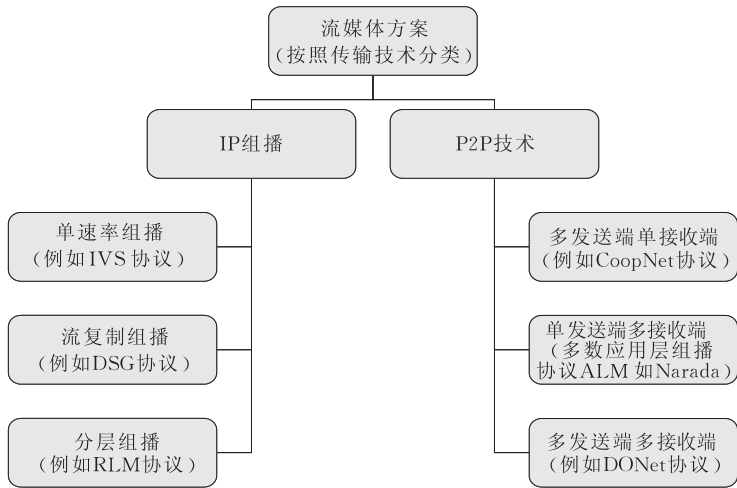 流媒体方案
（按照传输技术分类）
IP组播
P2P技术
单速率组播
（例如IVS协议）
多发送端单接收端
（例如CoopNet协议）
流复制组播
（例如DSG协议）
单发送端多接收端
（多数应用层组播
协议ALM如Narada）
分层组播
（例如RLM协议）
多发送端多接收端
（例如DONet协议）